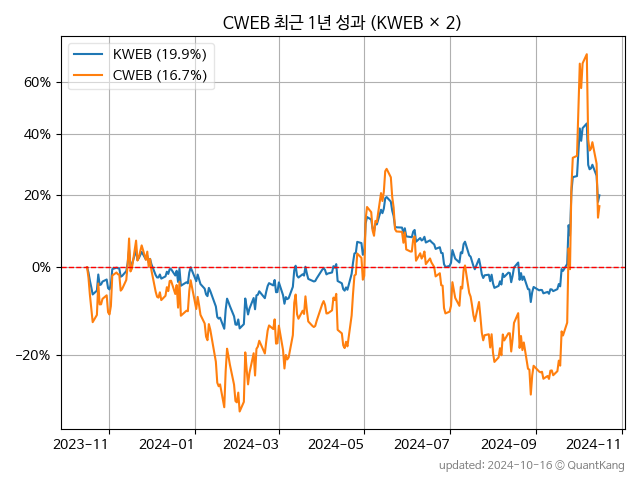 CWEB 최근 1년 성과 (KWEB × 2)
KWEB (19.9%)
CWEB (16.7%)
60%
40%
20%
0%
−20%
2023−11 2024−01 2024−03 2024−05 2024−07 2024−09 2024−11
updated: 2024-10-16 © QuantKang